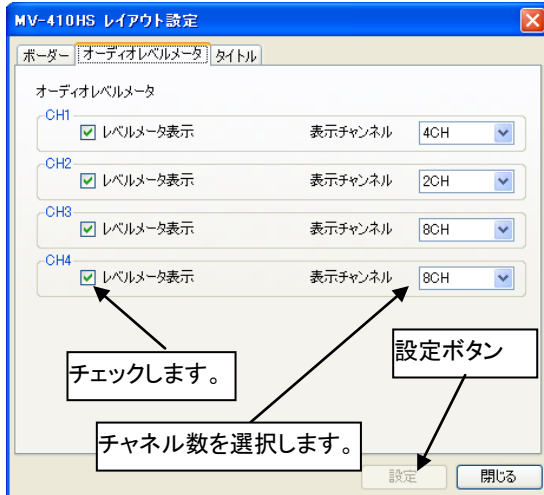 MV-410HS レイアウト設定
ボーダー オーディオレベルメータ タイトル
オーディオレベルメータ
CH1
レベルメータ表示 表示チャンネル 4CH
CH2
レベルメータ表示 表示チャンネル 2CH
CH3
レベルメータ表示 表示チャンネル 8CH
CH4
レベルメータ表示 表示チャンネル 8CH
設定ボタン
チェックします。
チャネル数を選択します。
設定 閉じる